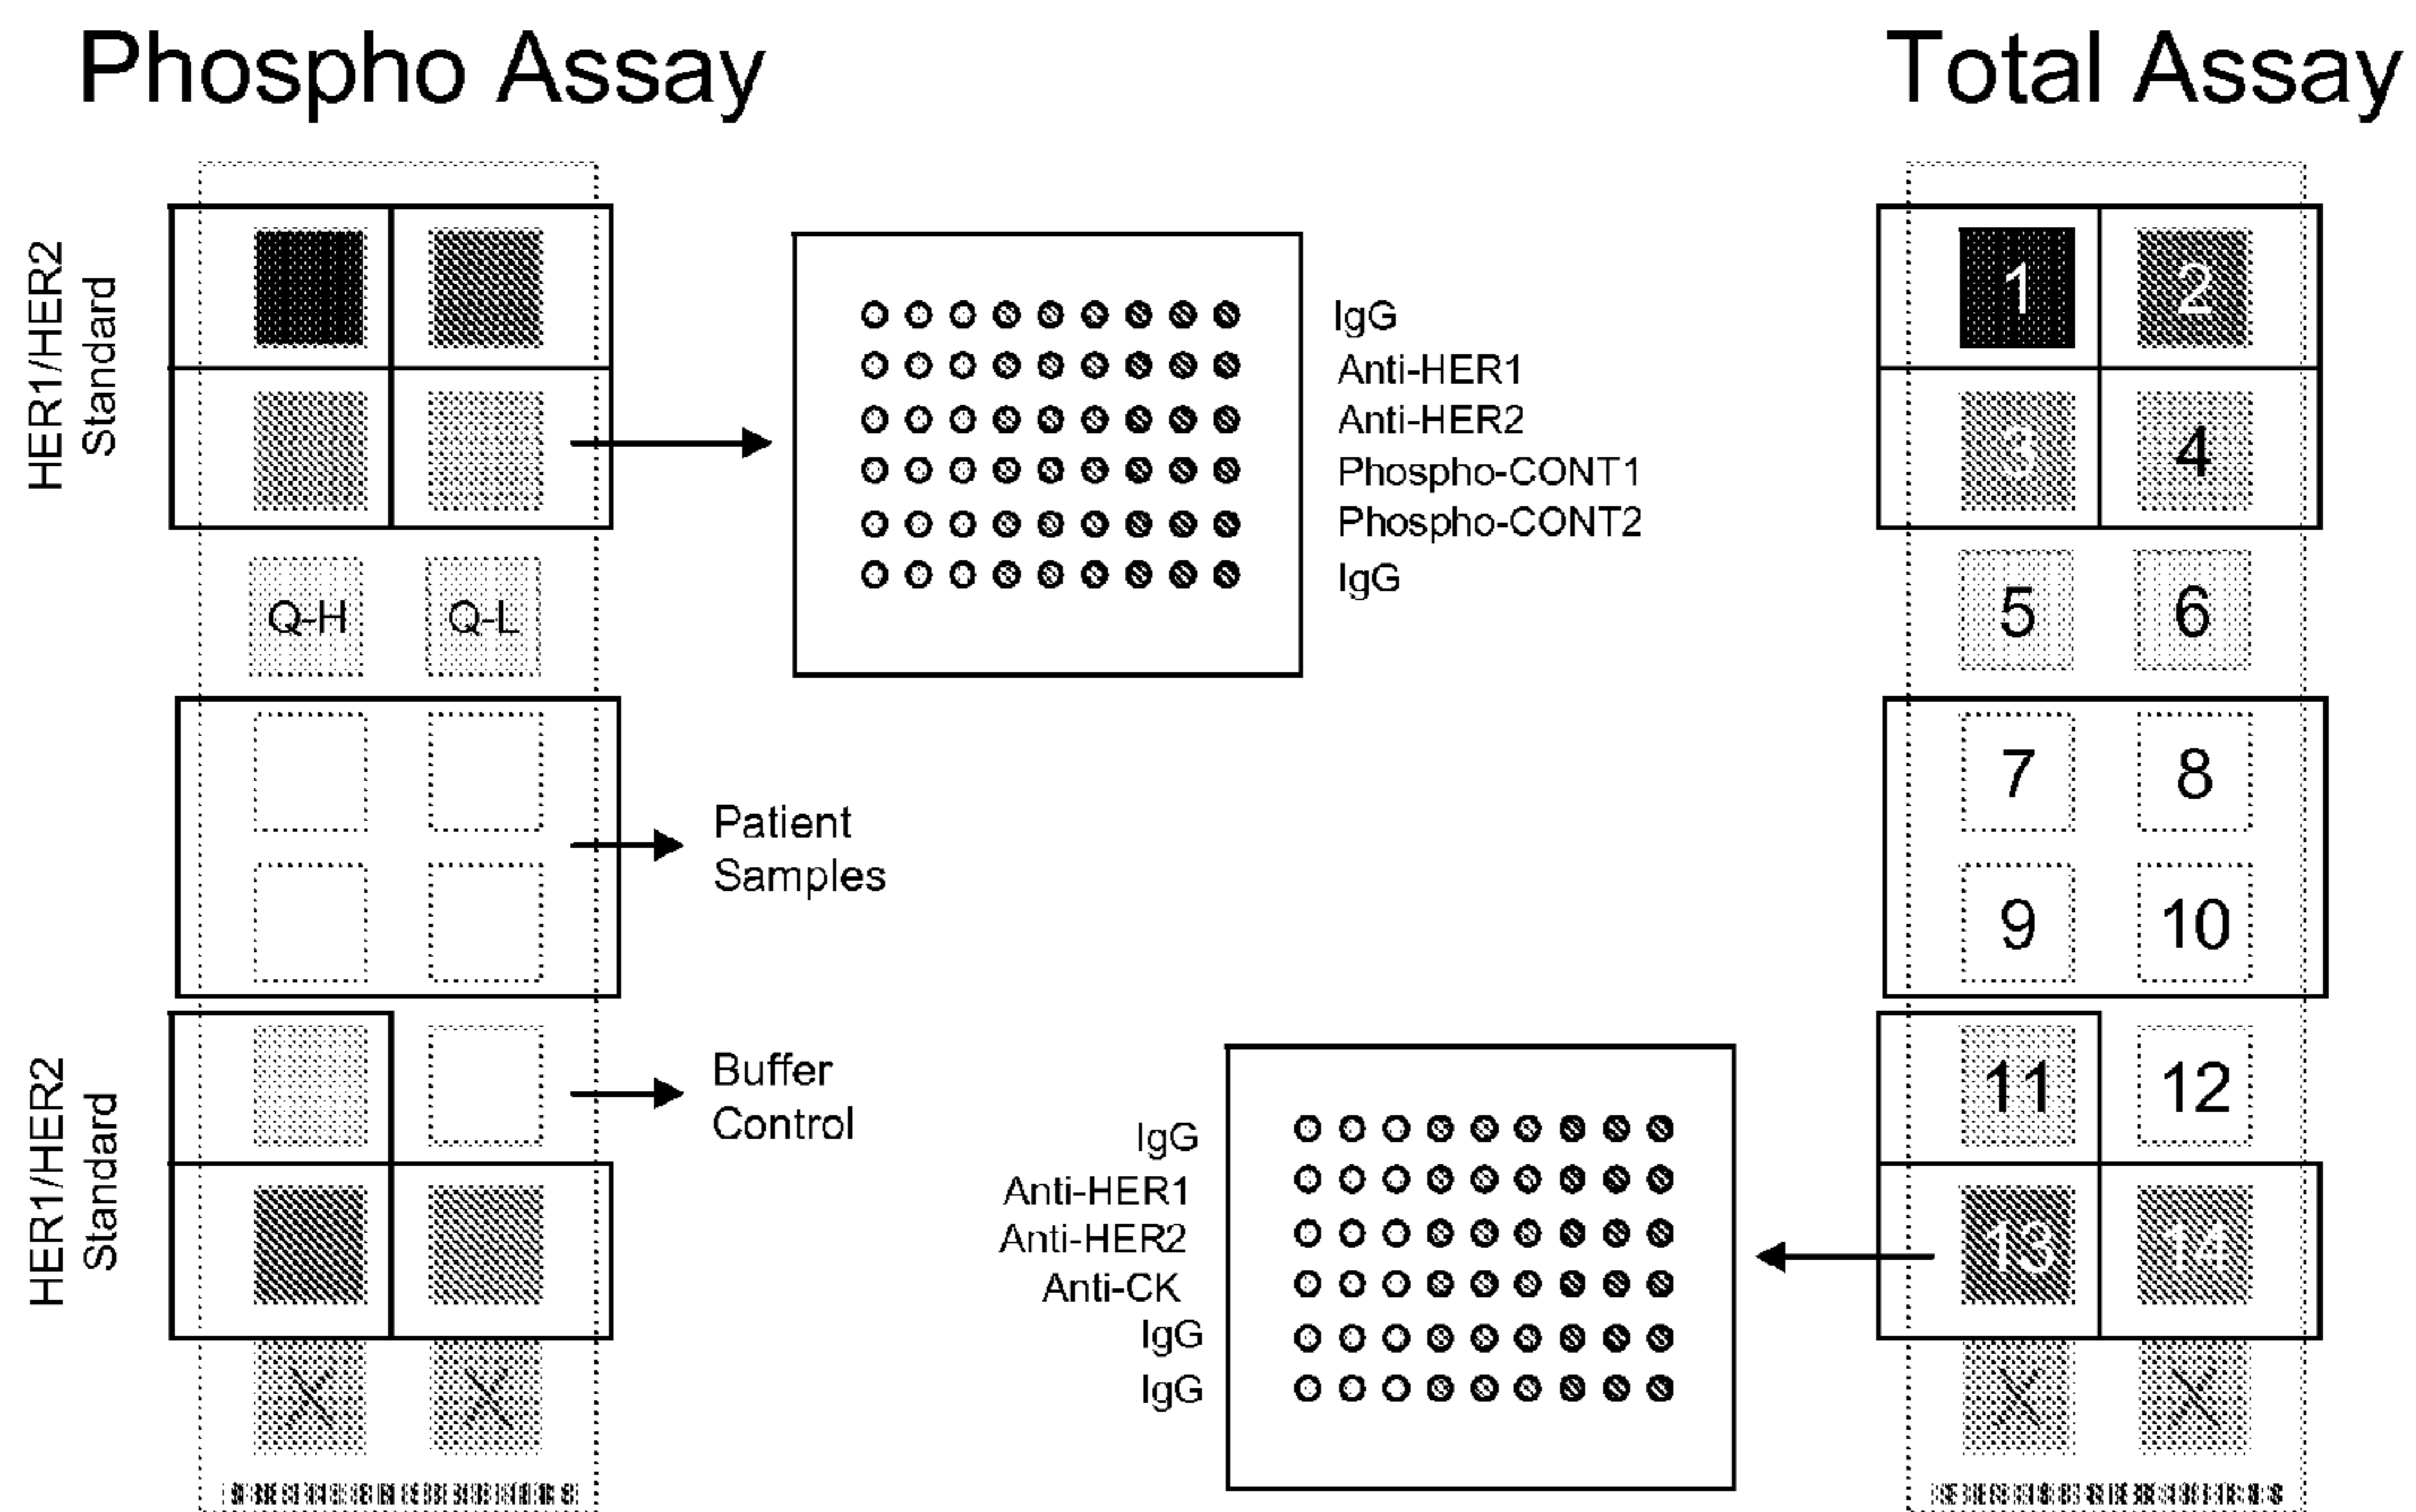 Phospho Assay
Total Assay
HER1/HER2
Standard
IgG
Anti-HER1
Anti-HER2
Phospho-CONT1
Phospho-CONT2
IgG
1
2
3
4
Q-H
Q-L
5
6
Patient
Samples
7
8
9
10
HER1/HER2
Standard
Buffer
Control
IgG
Anti-HER1
Anti-HER2
Anti-CK
IgG
IgG
11
12
13
14
X
X
X
X